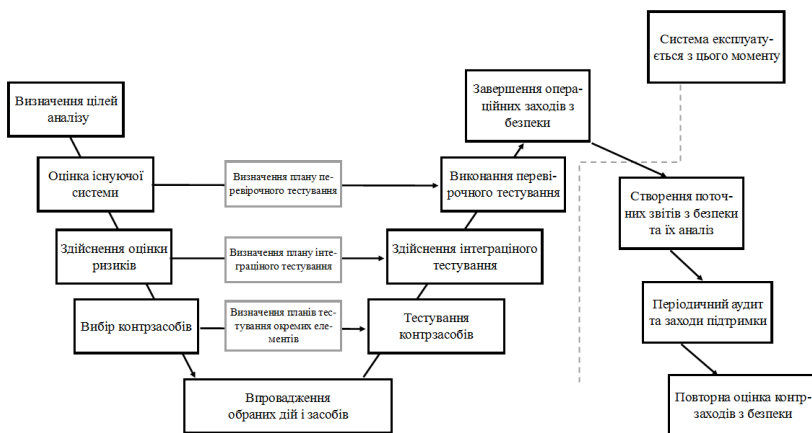 Визначення цілей
аналізу
Оцінка існуючої
системи
Здійснення оцінки
ризиків
Вибір контрзасобів
Впровадження
обраних дій і засобів
Визначення плану пе-
ревірочного тестування
Визначення плану інте-
граціного тестування
Визначення планів тес-
тування окремих еле-
ментів
Завершення опера-
ційних заходів з
безпеки
Виконання переві-
рочного тестування
Здійснення інтеграціного
тестування
Тестування
контрзасобів
Система експлуату-
ється з цього моменту
Створення поточ-
них звітів з безпеки
та їх аналіз
Періодичний аудит
та заходи підтримки
Повторна оцінка контр-
заходів з безпеки